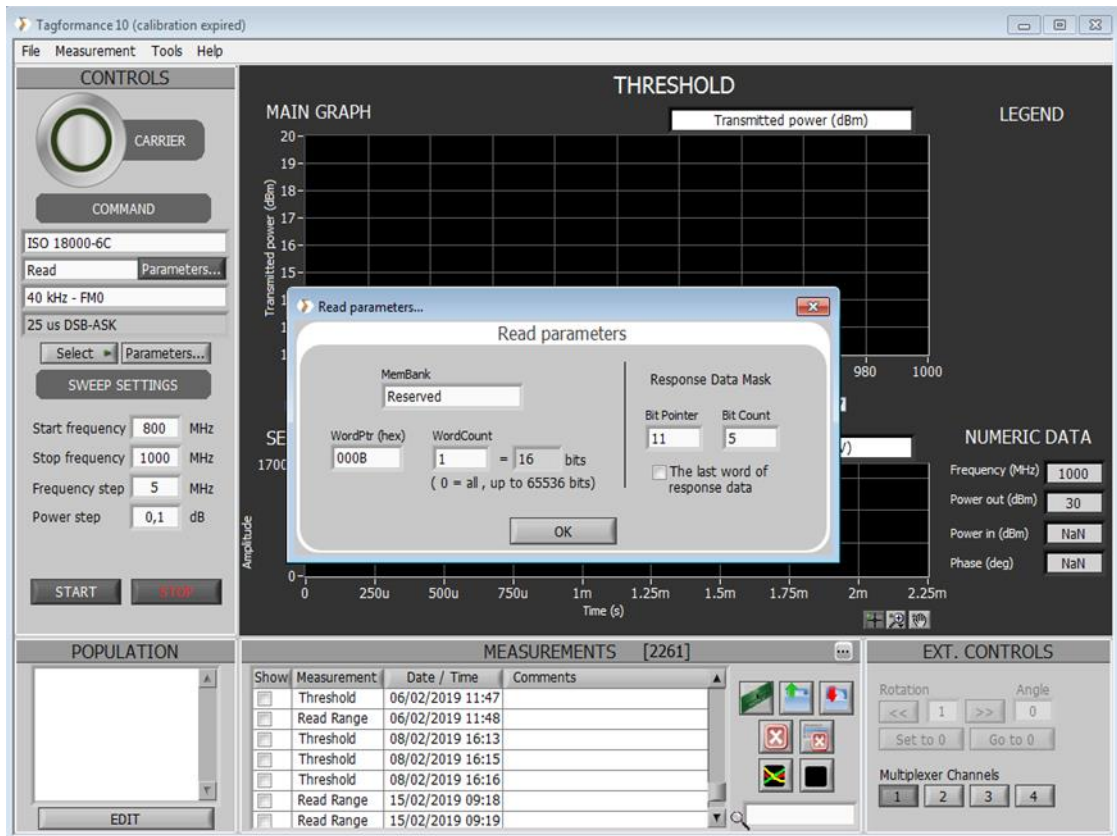 Tagformance 10 (calibration expired)
File Measurement Tools Help
CONTROLS
CARRIER
COMMAND
ISO 18000-6C
Read Parameters...
40 kHz - FM0
25 us DSB-ASK
Select Parameters...
SWEEP SETTINGS
Start frequency 800 MHz
Stop frequency 1000 MHz
Frequency step 5 MHz
Power step 0,1 dB
START STOP
THRESHOLD
MAIN GRAPH
Transmitted power (dBm)
LEGEND
Transmitted power (dBm)
20
19
18
17
16
15
980 1000
Read parameters...
Read parameters
MemBank
Reserved
WordPtr (hex) WordCount
000B 1 = 16 bits
( 0 = all , up to 65536 bits)
Response Data Mask
Bit Pointer Bit Count
11 5
The last word of
response data
OK
Amplitude
0
0 250u 500u 750u 1m 1.25m 1.5m 1.75m 2m 2.25m
Time (s)
NUMERIC DATA
Frequency (MHz) 1000
Power out (dBm) 30
Power in (dBm) NaN
Phase (deg) NaN
POPULATION
EDIT
MEASUREMENTS [2261] ...
Show Measurement Date / Time Comments
Threshold 06/02/2019 11:47
Read Range 06/02/2019 11:48
Threshold 08/02/2019 16:13
Threshold 08/02/2019 16:15
Threshold 08/02/2019 16:16
Read Range 15/02/2019 09:18
Read Range 15/02/2019 09:19
EXT. CONTROLS
Rotation Angle
<< 1 >> 0
Set to 0 Go to 0
Multiplexer Channels
1 2 3 4